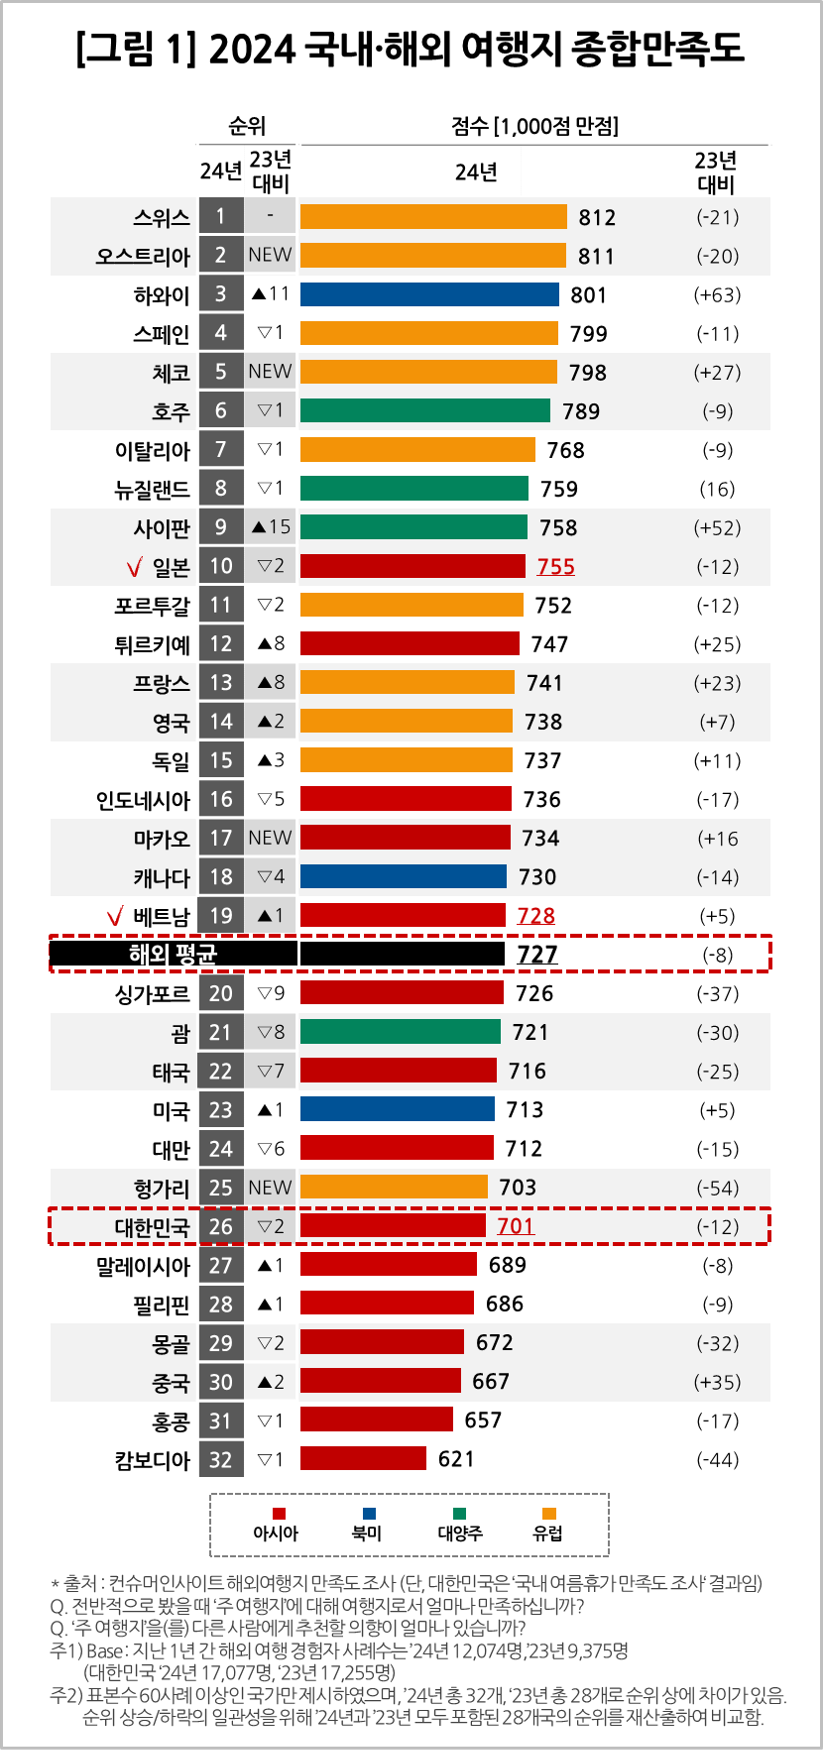 [그림 1] 2024 국내·해외 여행지 종합만족도
순위 점수 [1,000점 만점]
24년 23년 대비 24년 23년 대비
스위스 1 - 812 (-21)
오스트리아 2 NEW 811 (-20)
하와이 3 ▲11 801 (+63)
스페인 4 ▽1 799 (-11)
체코 5 NEW 798 (+27)
호주 6 ▽1 789 (-9)
이탈리아 7 ▽1 768 (-9)
뉴질랜드 8 ▽1 759 (16)
사이판 9 ▲15 758 (+52)
✓ 일본 10 ▽2 755 (-12)
포르투갈 11 ▽2 752 (-12)
튀르키예 12 ▲8 747 (+25)
프랑스 13 ▲8 741 (+23)
영국 14 ▲2 738 (+7)
독일 15 ▲3 737 (+11)
인도네시아 16 ▽5 736 (-17)
마카오 17 NEW 734 (+16
캐나다 18 ▽4 730 (-14)
✓ 베트남 19 ▲1 728 (+5)
해외 평균 727 (-8)
싱가포르 20 ▽9 726 (-37)
괌 21 ▽8 721 (-30)
태국 22 ▽7 716 (-25)
미국 23 ▲1 713 (+5)
대만 24 ▽6 712 (-15)
헝가리 25 NEW 703 (-54)
대한민국 26 ▽2 701 (-12)
말레이시아 27 ▲1 689 (-8)
필리핀 28 ▲1 686 (-9)
몽골 29 ▽2 672 (-32)
중국 30 ▲2 667 (+35)
홍콩 31 ▽1 657 (-17)
캄보디아 32 ▽1 621 (-44)
아시아 북미 대양주 유럽
* 출처 : 컨슈머인사이트 해외여행지 만족도 조사 (단, 대한민국은 ‘국내 여름휴가 만족도 조사‘ 결과임)
Q. 전반적으로 봤을 때 ‘주 여행지’에 대해 여행지로서 얼마나 만족하십니까?
Q. ‘주 여행지’을(를) 다른 사람에게 추천할 의향이 얼마나 있습니까?
주1) Base : 지난 1년 간 해외 여행 경험자 사례수는 ’24년 12,074명,’23년 9,375명
(대한민국 ‘24년 17,077명, ‘23년 17,255명)
주2) 표본수 60사례 이상인 국가만 제시하였으며, ’24년 총 32개, ‘23년 총 28개로 순위 상에 차이가 있음.
순위 상승/하락의 일관성을 위해 ’24년과 ’23년 모두 포함된 28개국의 순위를 재산출하여 비교함.